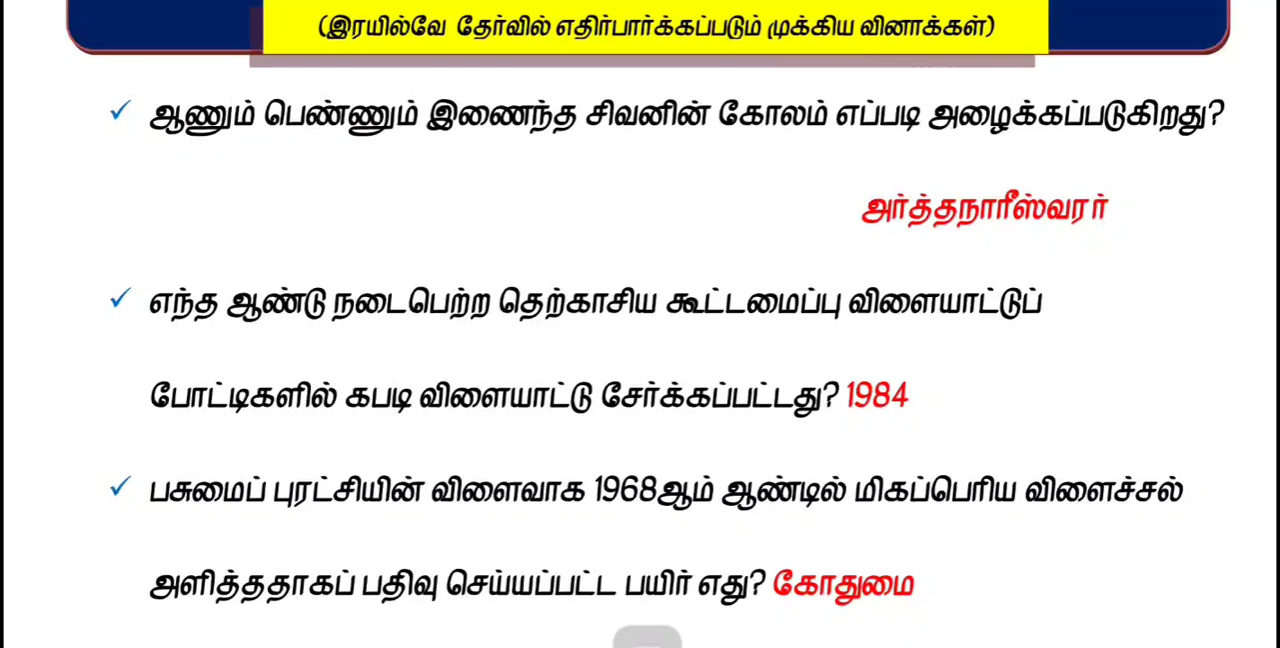 (இரயில்வே தேர்வில் எதிர்பார்க்கப்படும் முக்கிய வினாக்கள்)
✓ ஆணும் பெண்ணும் இணைந்த சிவனின் கோலம் எப்படி அழைக்கப்படுகிறது?
அர்த்தநாரீஸ்வரர்
✓ எந்த ஆண்டு நடைபெற்ற தெற்காசிய கூட்டமைப்பு விளையாட்டுப்
போட்டிகளில் கபடி விளையாட்டு சேர்க்கப்பட்டது? 1984
✓ பசுமைப் புரட்சியின் விளைவாக 1968ஆம் ஆண்டில் மிகப்பெரிய விளைச்சல்
அளித்ததாகப் பதிவு செய்யப்பட்ட பயிர் எது? கோதுமை